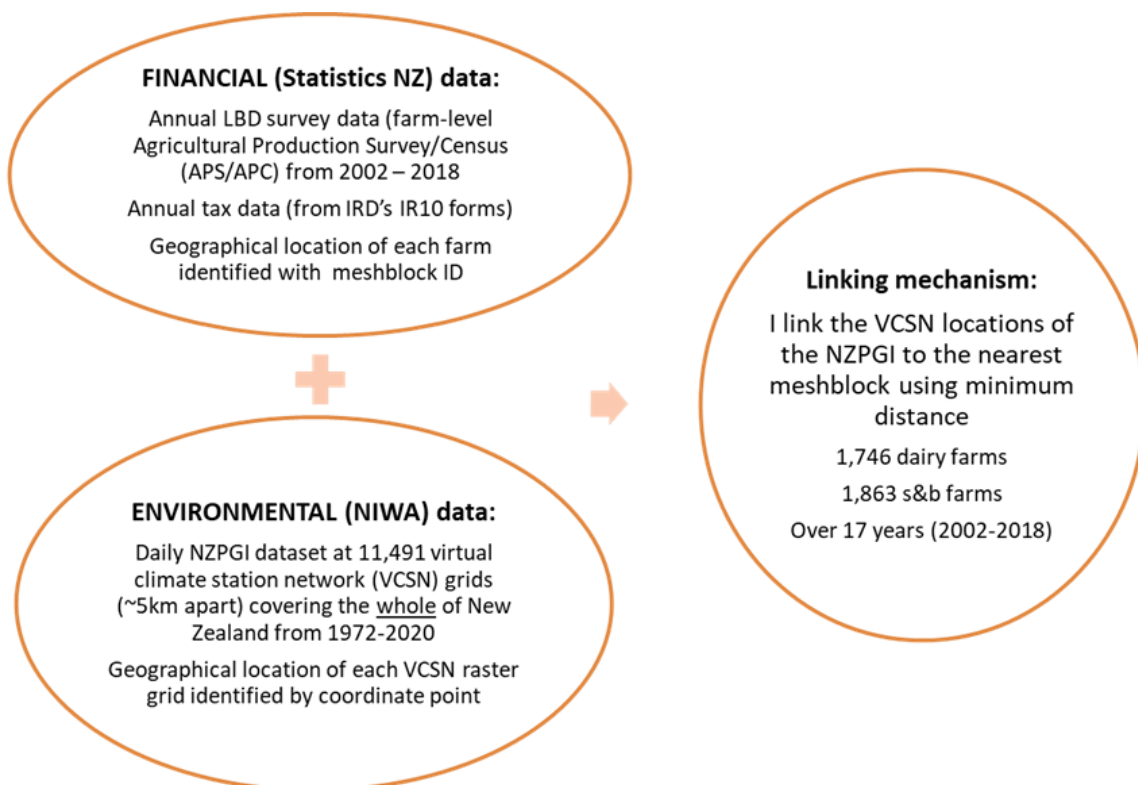 FINANCIAL (Statistics NZ) data:
Annual LBD survey data (farm-level
Agricultural Production Survey/Census
(APS/APC) from 2002 – 2018
Annual tax data (from IRD's IR10 forms)
Geographical location of each farm
identified with meshblock ID
ENVIRONMENTAL (NIWA) data:
Daily NZPGI dataset at 11,491 virtual
climate station network (VCSN) grids
(~5km apart) covering the whole of New
Zealand from 1972-2020
Geographical location of each VCSN raster
grid identified by coordinate point
Linking mechanism:
I link the VCSN locations of
the NZPGI to the nearest
meshblock using minimum
distance
1,746 dairy farms
1,863 s&b farms
Over 17 years (2002-2018)